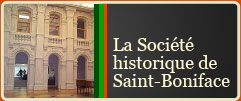 La Société
historique de
Saint-Boniface